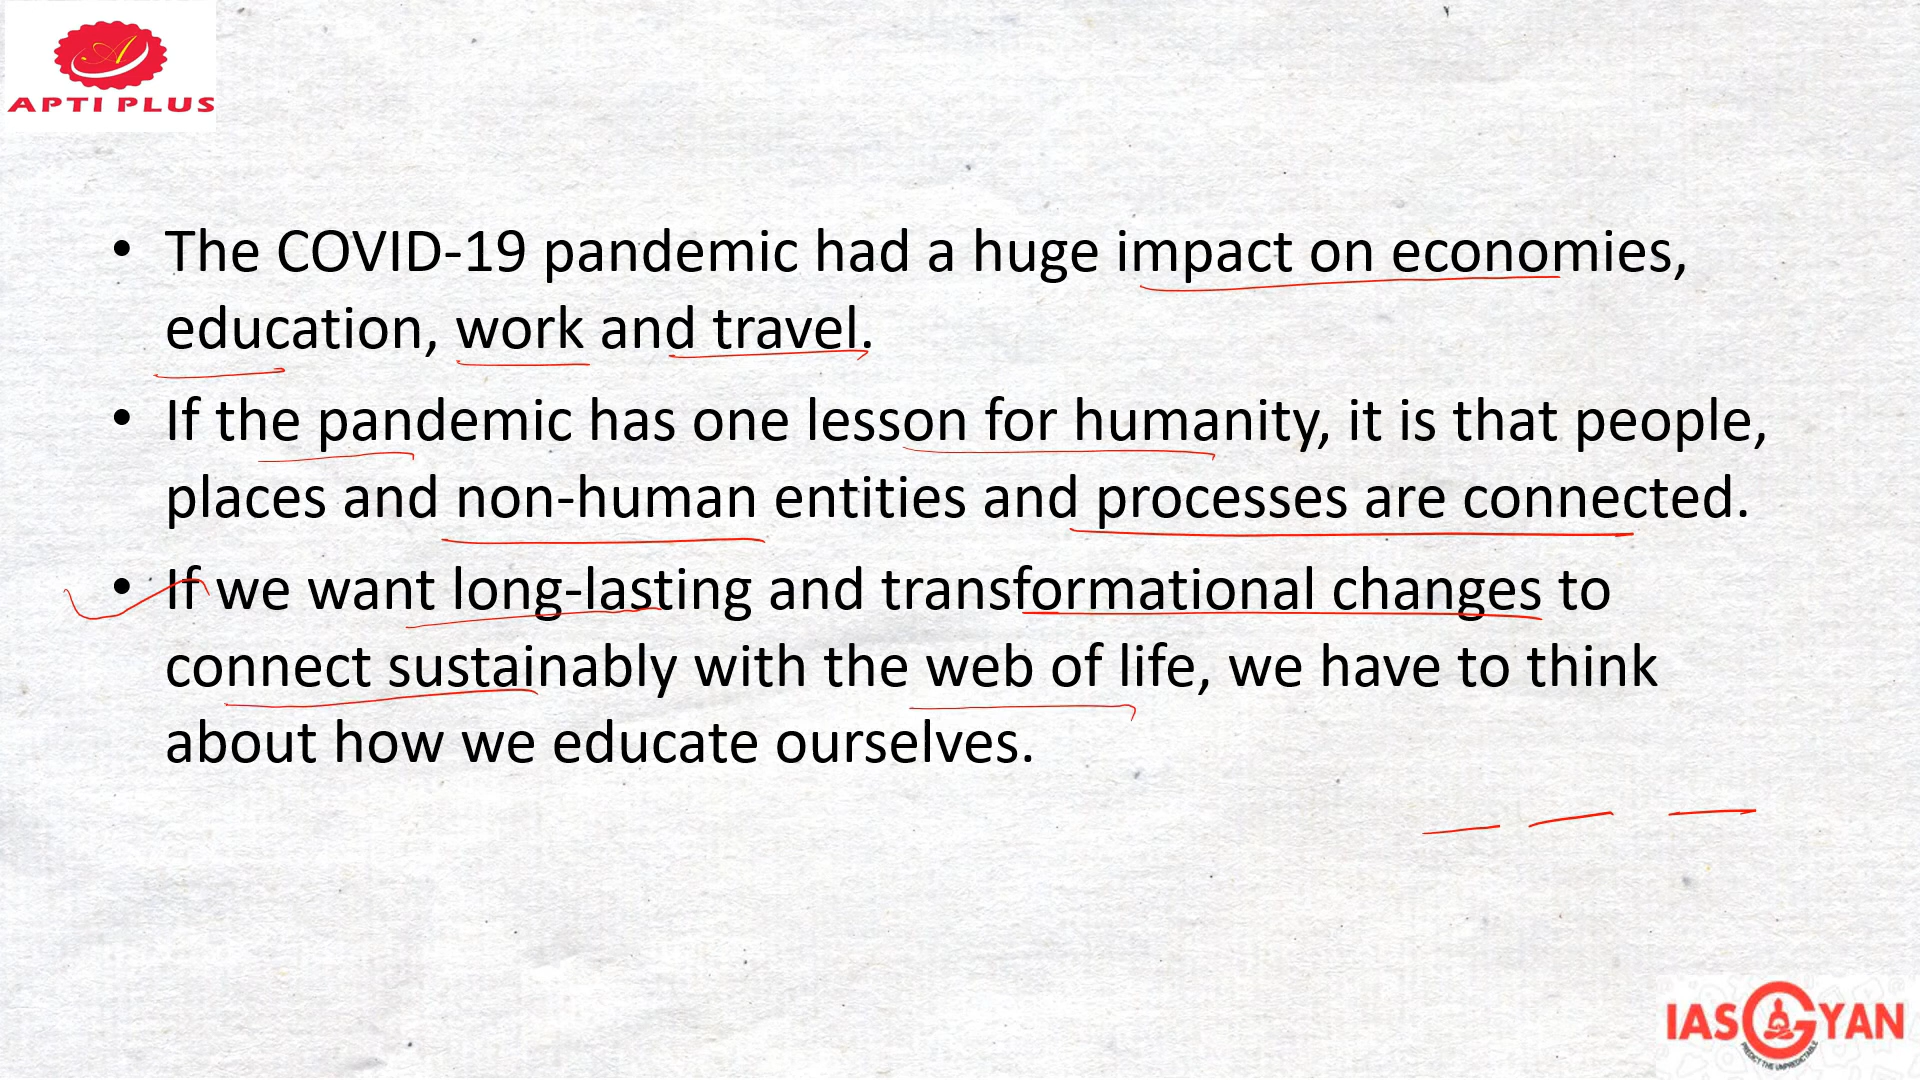 APTI PLUS
• The COVID-19 pandemic had a huge impact on economies,
education, work and travel.
• If the pandemic has one lesson for humanity, it is that people,
places and non-human entities and processes are connected.
• If we want long-lasting and transformational changes to
connect sustainably with the web of life, we have to think
about how we educate ourselves.
IASGYAN
PREDICT THE UNPREDICTABLE